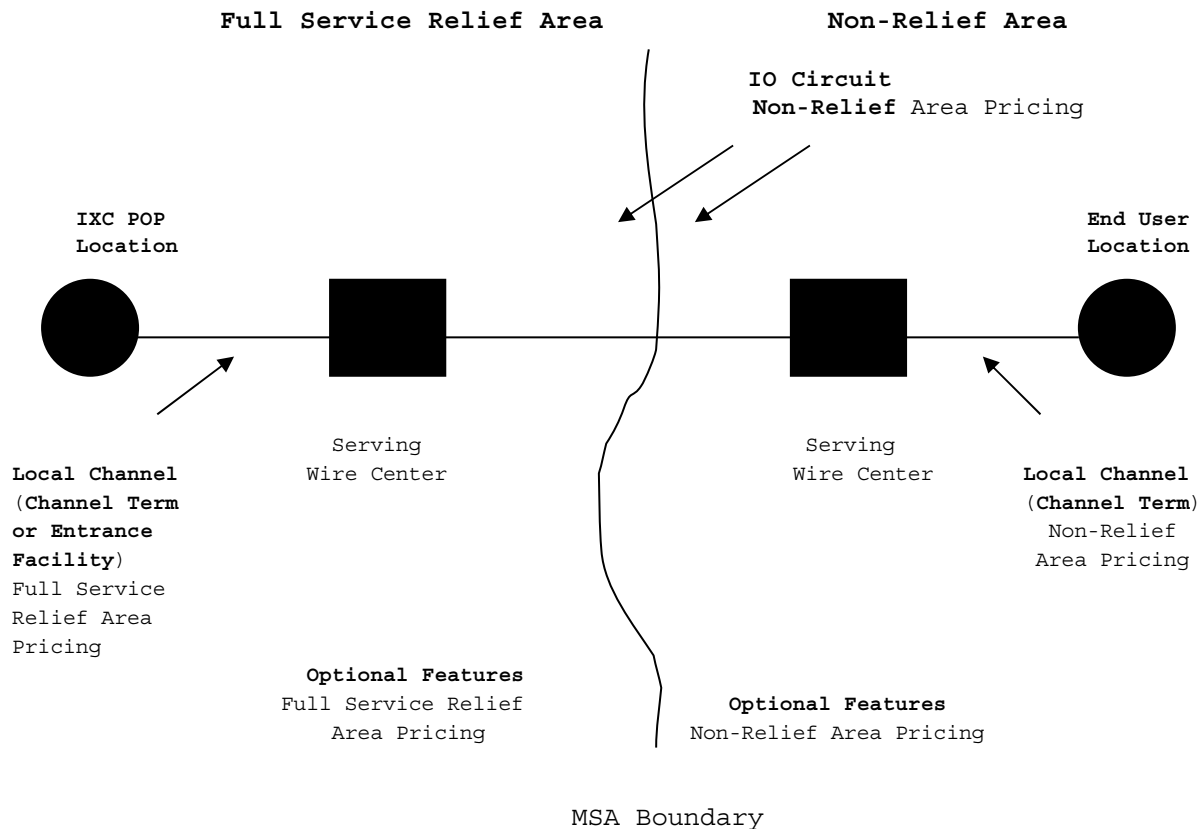 Full Service Relief Area
Non-Relief Area
IO Circuit
Non-Relief Area Pricing
IXC POP
Location
End User
Location
Serving
Wire Center
Serving
Wire Center
Local Channel
(Channel Term
or Entrance
Facility)
Full Service
Relief Area
Pricing
Local Channel
(Channel Term)
Non-Relief
Area Pricing
Optional Features
Full Service Relief
Area Pricing
Optional Features
Non-Relief Area Pricing
MSA Boundary